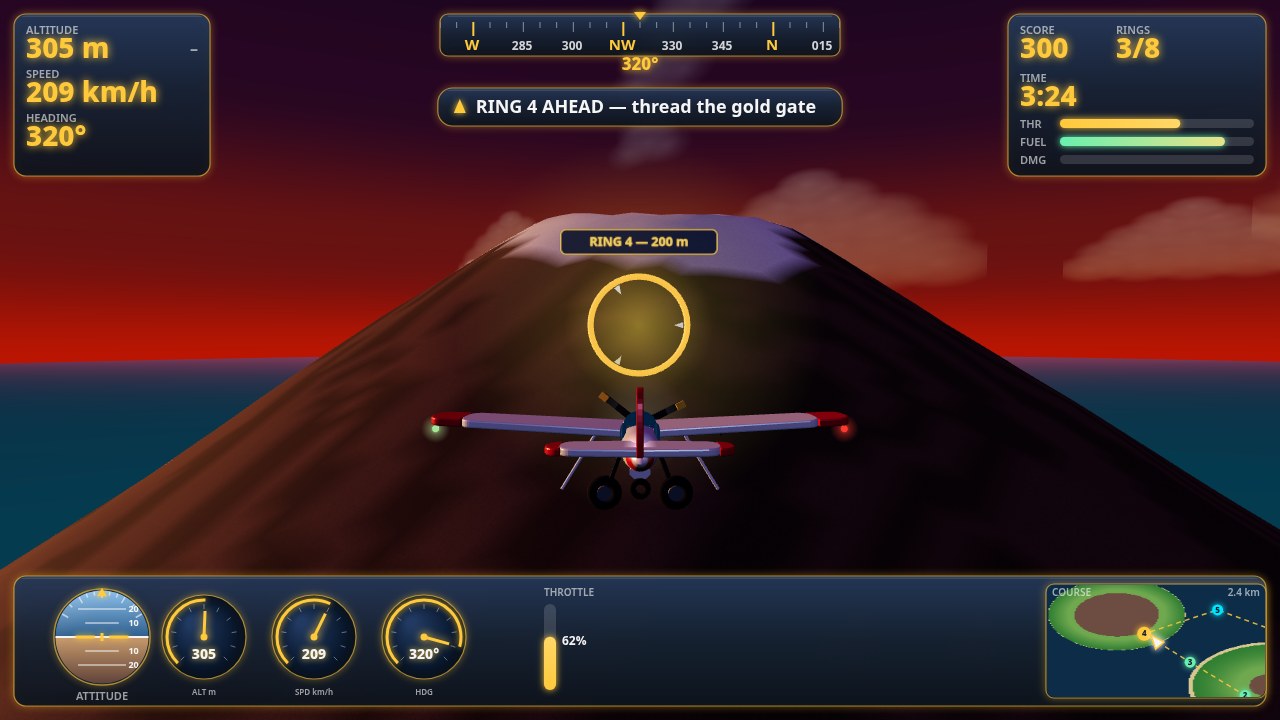 ALTITUDE
305 m
–
SPEED
209 km/h
HEADING
320°
W 285 300 NW 330 345 N 015
320°
RING 4 AHEAD — thread the gold gate
SCORE RINGS
300 3/8
TIME
3:24
THR
FUEL
DMG
RING 4 — 200 m
20
10
10
20
ATTITUDE
305
ALT m
209
SPD km/h
320°
HDG
THROTTLE
62%
COURSE 2.4 km
5
4
3
2